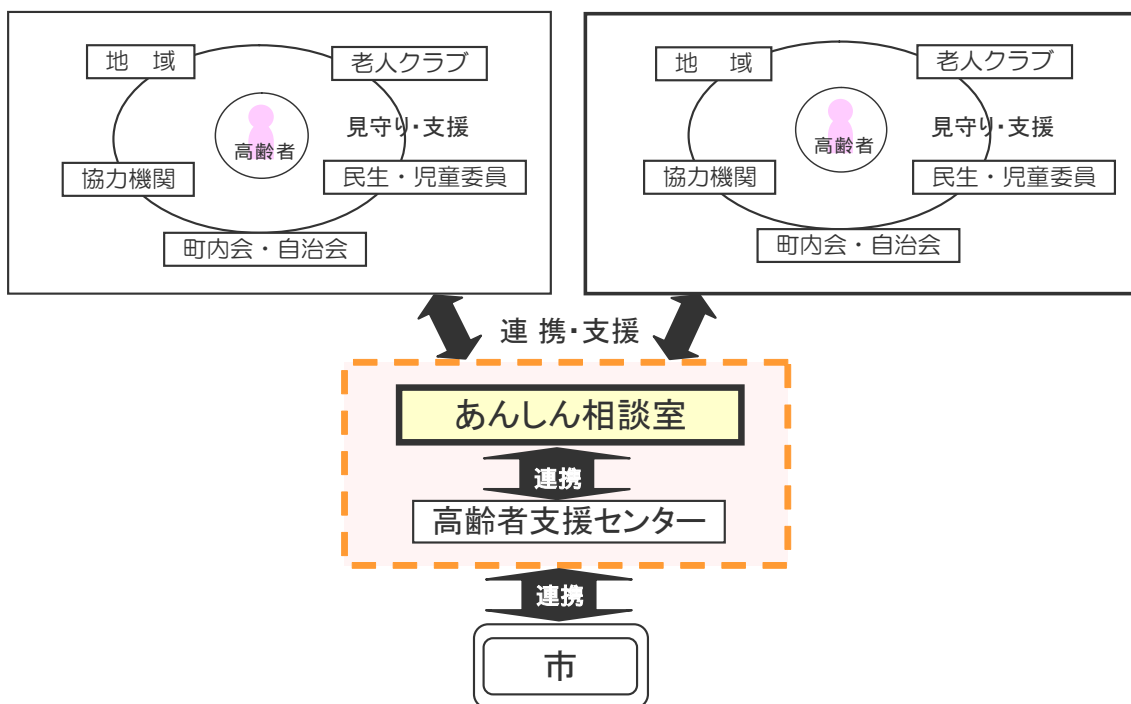 地　域
老人クラブ
高齢者
見守り・支援
協力機関
民生・児童委員
町内会・自治会
地　域
老人クラブ
高齢者
見守り・支援
協力機関
民生・児童委員
町内会・自治会
連 携・支援
あんしん相談室
連携
高齢者支援センター
連携
市